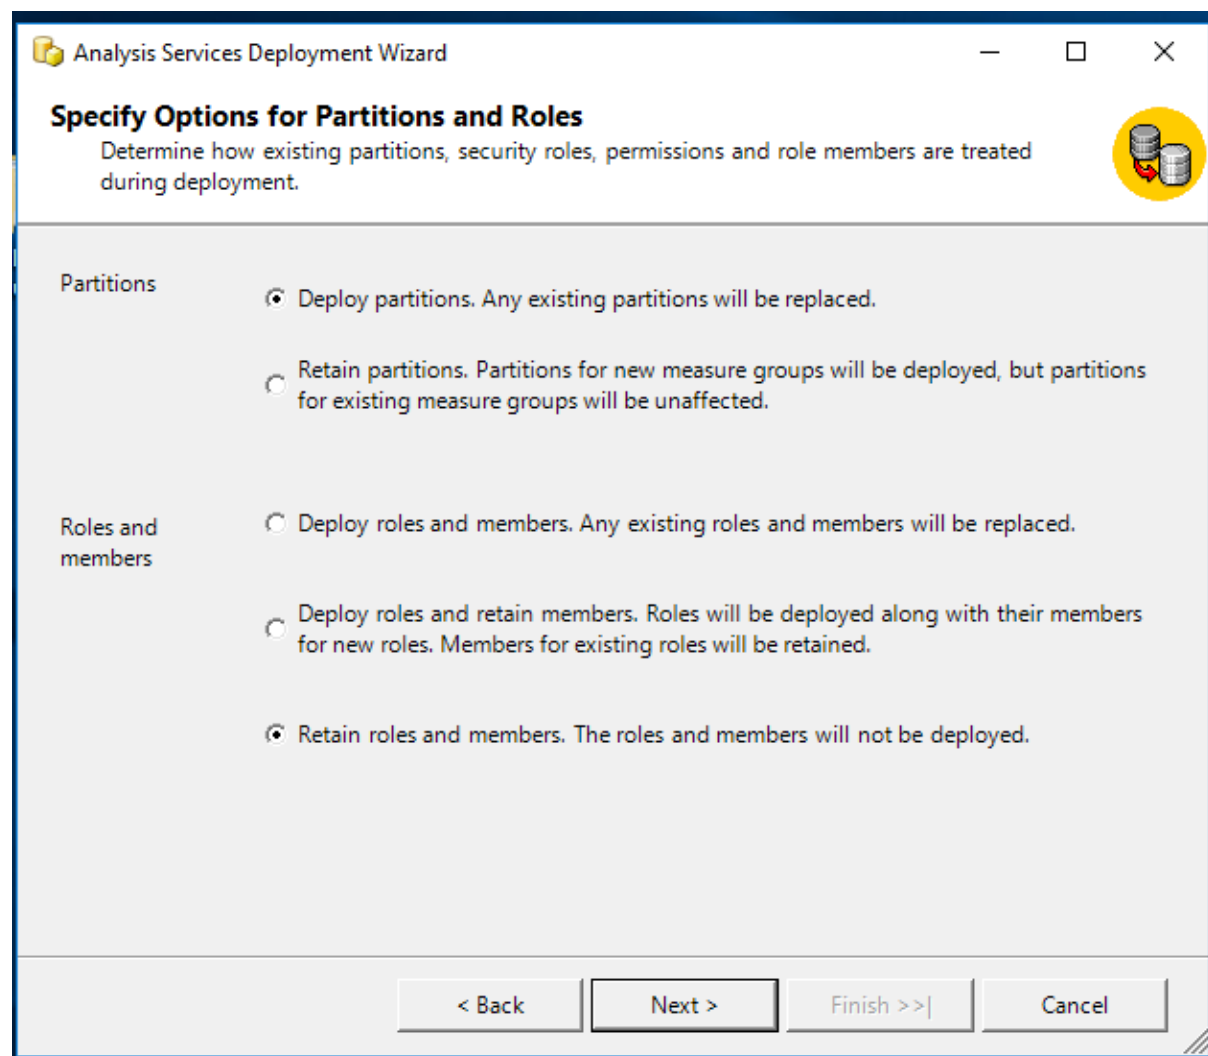 Analysis Services Deployment Wizard
Specify Options for Partitions and Roles
Determine how existing partitions, security roles, permissions and role members are treated
during deployment.
Partitions
Deploy partitions. Any existing partitions will be replaced.
Retain partitions. Partitions for new measure groups will be deployed, but partitions
for existing measure groups will be unaffected.
Roles and
members
Deploy roles and members. Any existing roles and members will be replaced.
Deploy roles and retain members. Roles will be deployed along with their members
for new roles. Members for existing roles will be retained.
Retain roles and members. The roles and members will not be deployed.
< Back
Next >
Finish >>|
Cancel